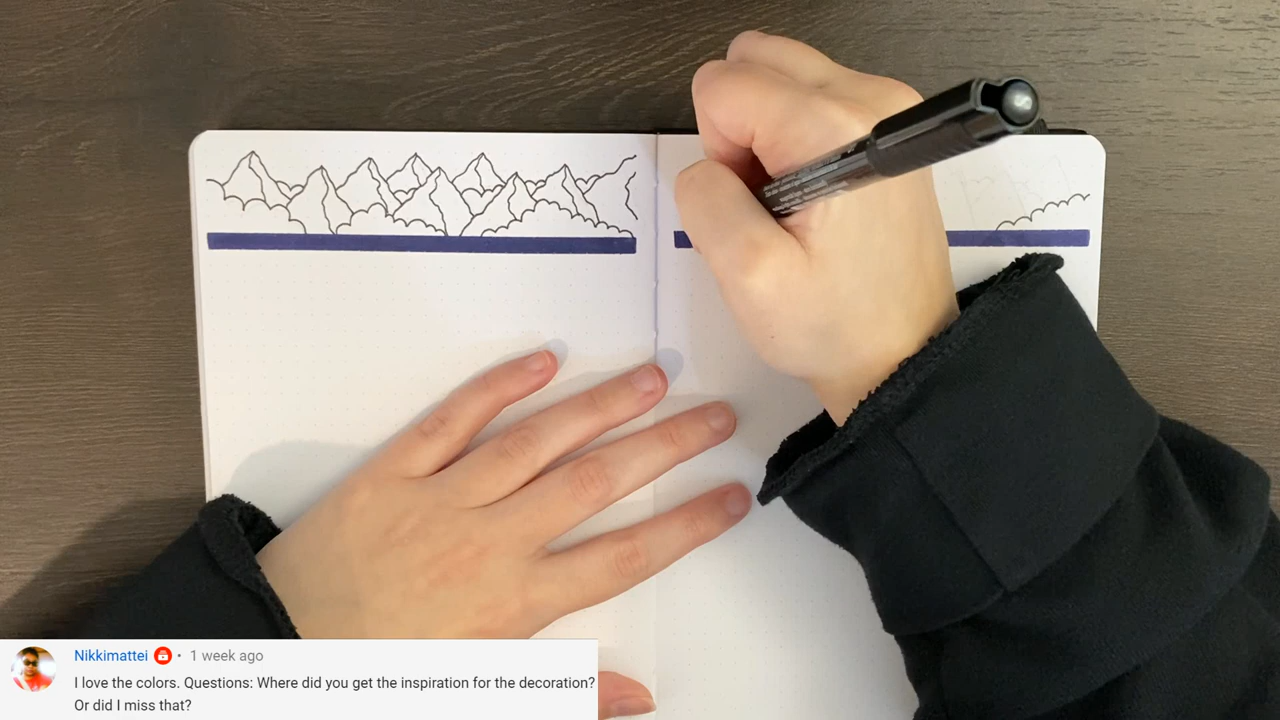 Nikkimattei • 1 week ago
I love the colors. Questions: Where did you get the inspiration for the decoration?
Or did I miss that?